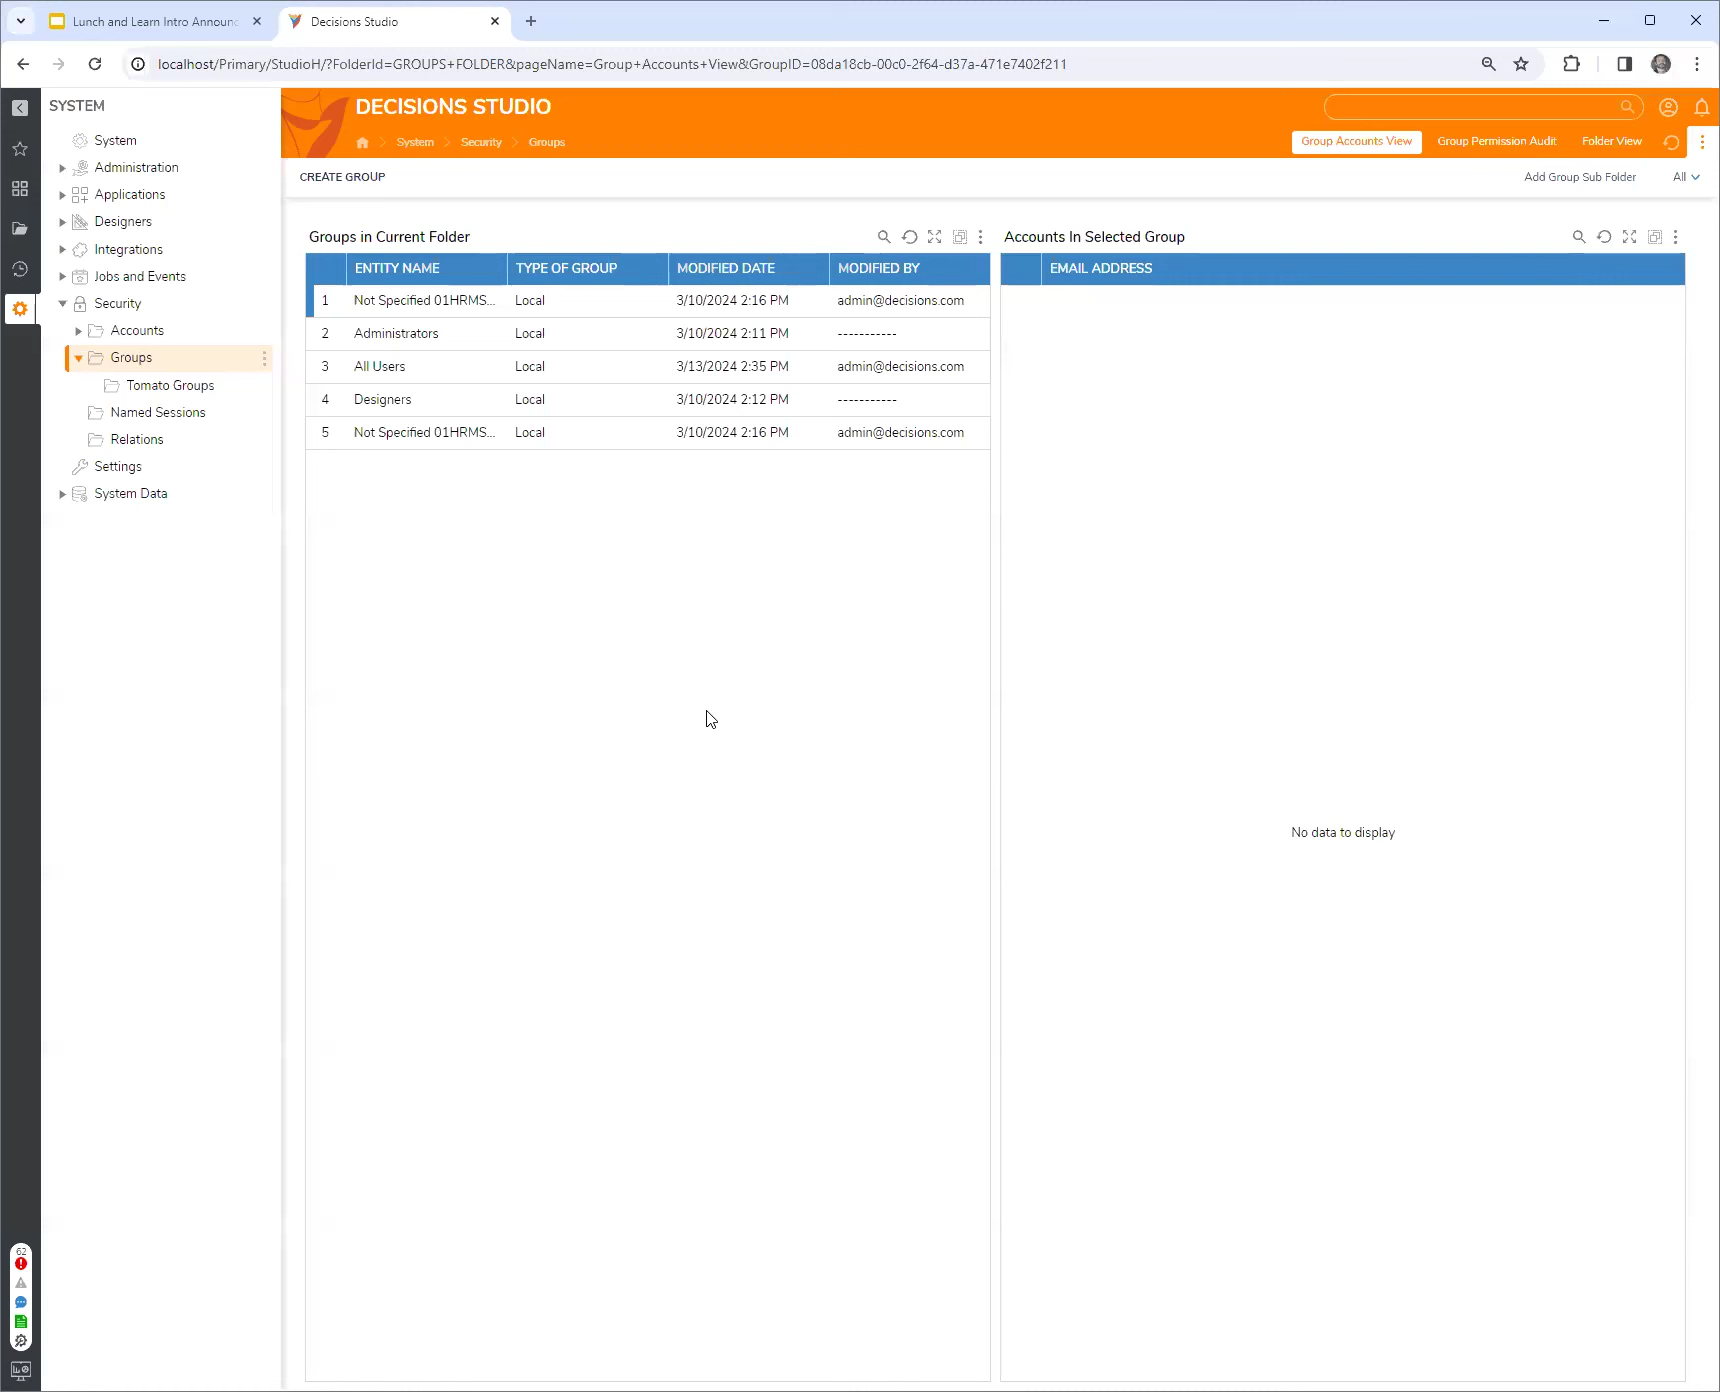 Lunch and Learn Intro Announc
Decisions Studio
localhost/Primary/StudioH/?FolderId=GROUPS+FOLDER&pageName=Group+Accounts+View&GroupID=08da18cb-00c0-2f64-d37a-471e7402f211
SYSTEM
System
Administration
Applications
Designers
Integrations
Jobs and Events
Security
Accounts
Groups
Tomato Groups
Named Sessions
Relations
Settings
System Data
62
DECISIONS STUDIO
System > Security > Groups
Group Accounts View Group Permission Audit Folder View
CREATE GROUP
Add Group Sub Folder All
Groups in Current Folder
ENTITY NAME TYPE OF GROUP MODIFIED DATE MODIFIED BY
1 Not Specified 01HRMS... Local 3/10/2024 2:16 PM admin@decisions.com
2 Administrators Local 3/10/2024 2:11 PM -----------
3 All Users Local 3/13/2024 2:35 PM admin@decisions.com
4 Designers Local 3/10/2024 2:12 PM -----------
5 Not Specified 01HRMS... Local 3/10/2024 2:16 PM admin@decisions.com
Accounts In Selected Group
EMAIL ADDRESS
No data to display